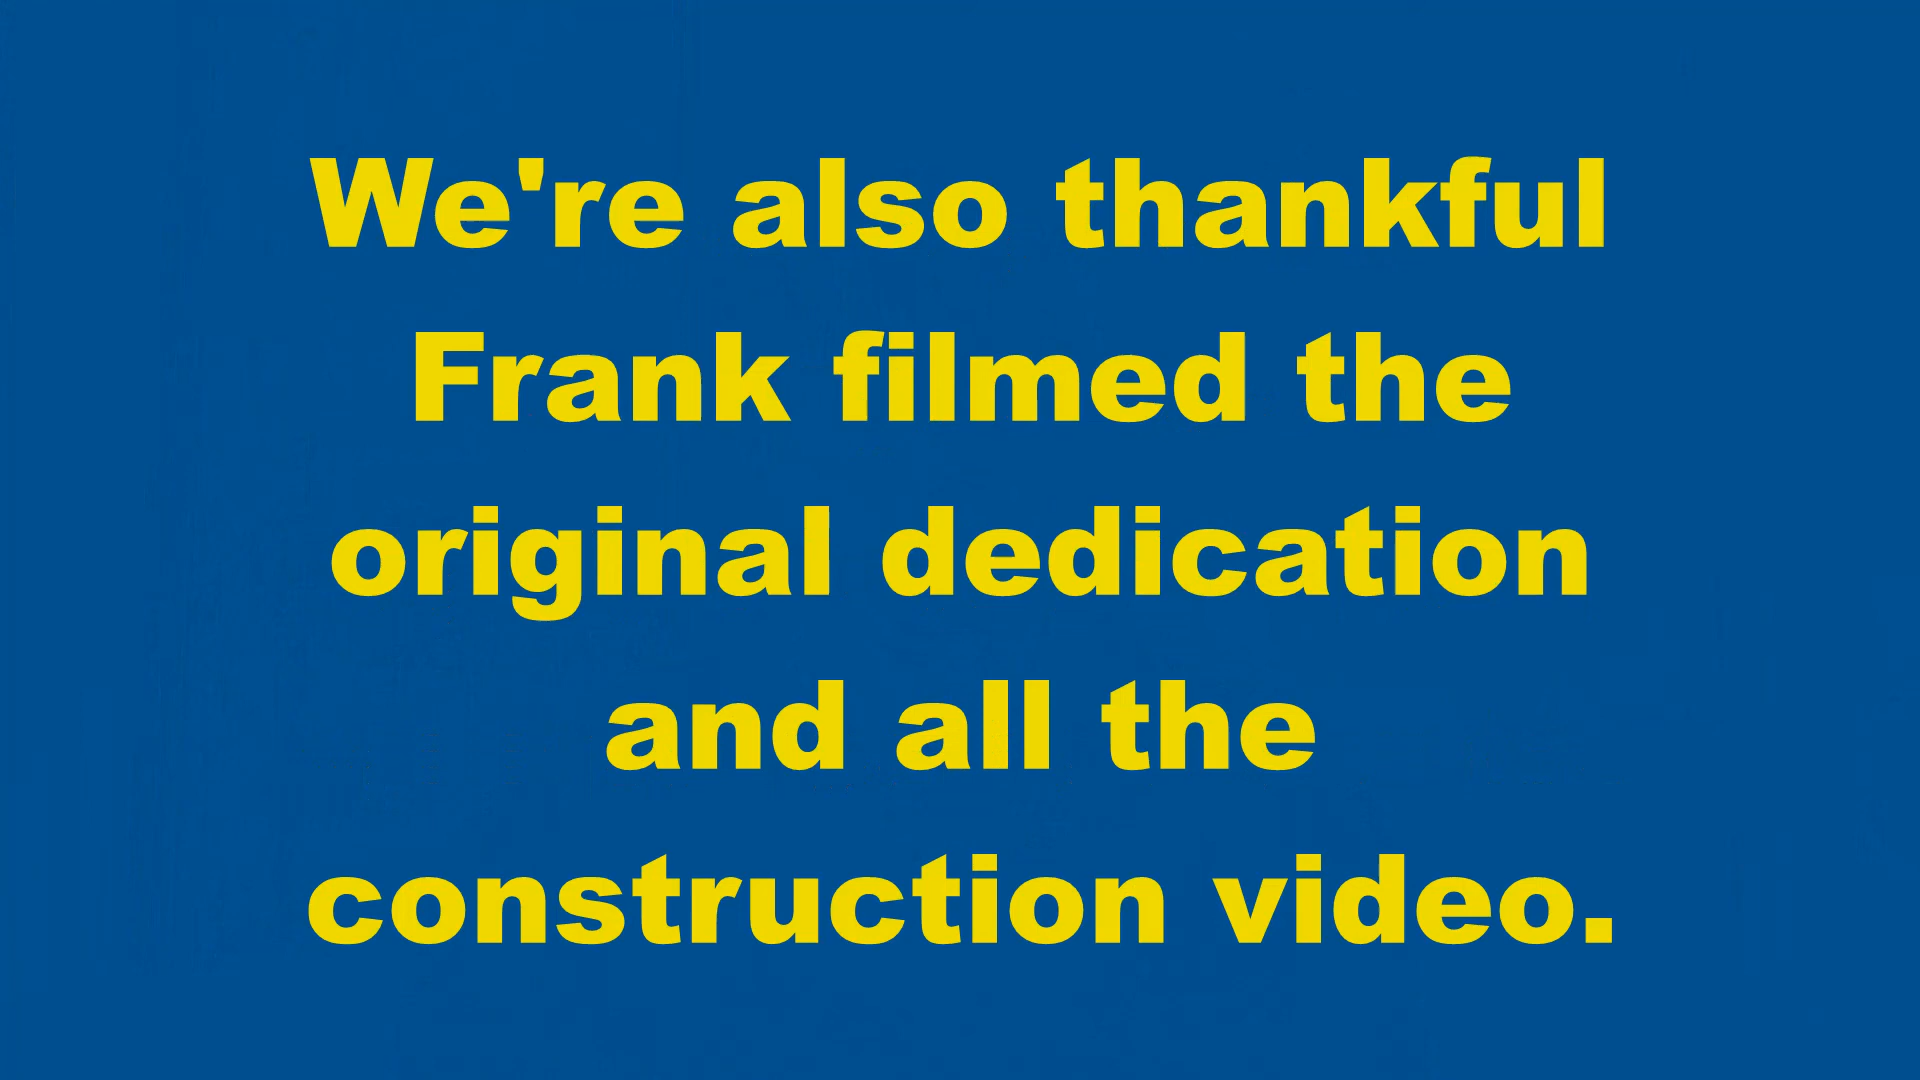 We're also thankful
Frank filmed the
original dedication
and all the
construction video.